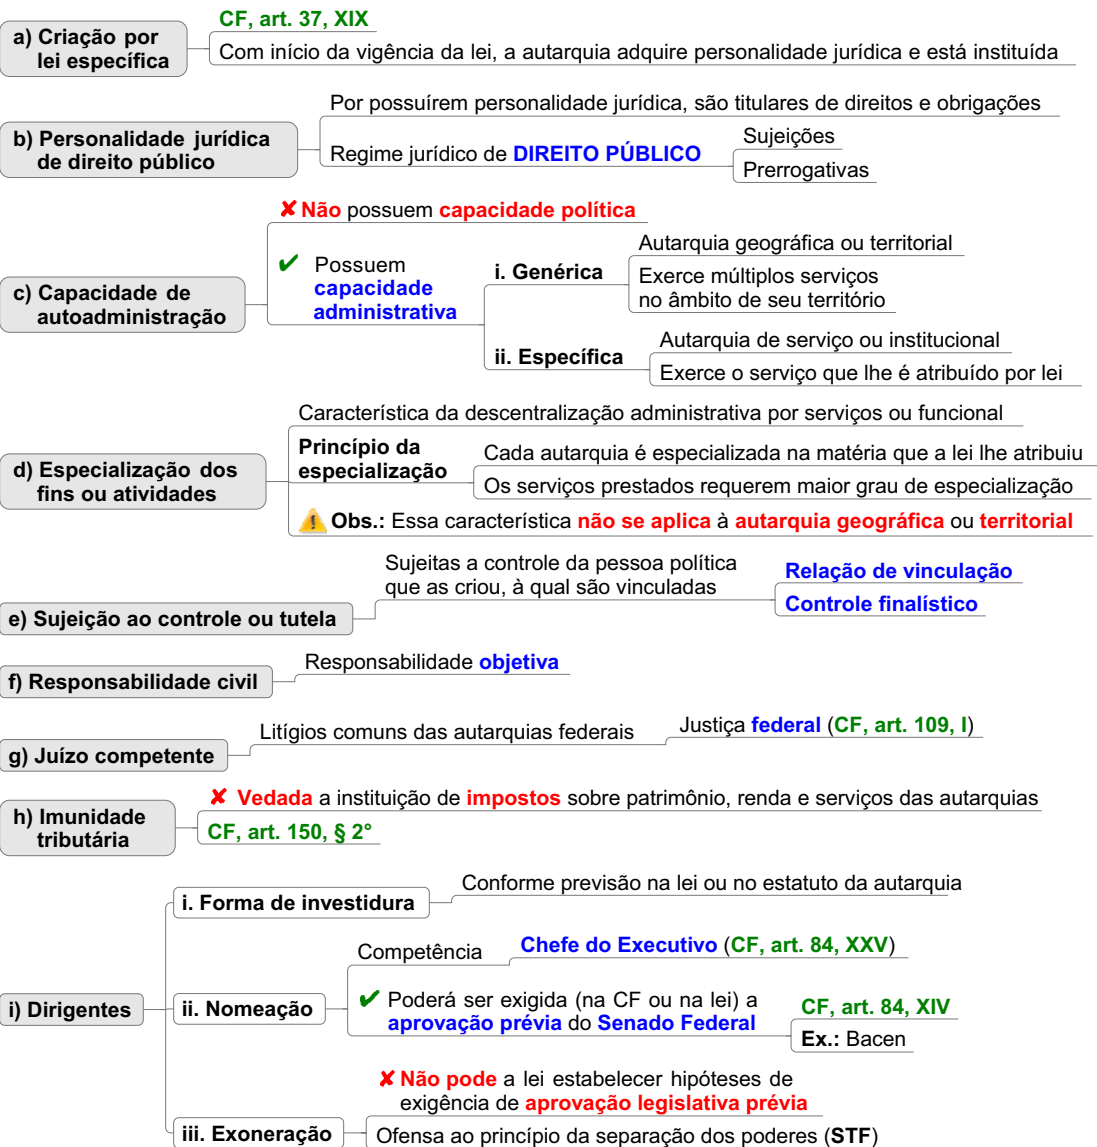 a) Criação por
lei específica
CF, art. 37, XIX
Com início da vigência da lei, a autarquia adquire personalidade jurídica e está instituída
b) Personalidade jurídica
de direito público
Por possuírem personalidade jurídica, são titulares de direitos e obrigações
Regime jurídico de DIREITO PÚBLICO
Sujeições
Prerrogativas
c) Capacidade de
autoadministração
✘ Não possuem capacidade política
✔ Possuem
capacidade
administrativa
i. Genérica
Autarquia geográfica ou territorial
Exerce múltiplos serviços
no âmbito de seu território
ii. Específica
Autarquia de serviço ou institucional
Exerce o serviço que lhe é atribuído por lei
d) Especialização dos
fins ou atividades
Característica da descentralização administrativa por serviços ou funcional
Princípio da
especialização
Cada autarquia é especializada na matéria que a lei lhe atribuiu
Os serviços prestados requerem maior grau de especialização
Obs.: Essa característica não se aplica à autarquia geográfica ou territorial
e) Sujeição ao controle ou tutela
Sujeitas a controle da pessoa política
que as criou, à qual são vinculadas
Relação de vinculação
Controle finalístico
f) Responsabilidade civil
Responsabilidade objetiva
g) Juízo competente
Litígios comuns das autarquias federais
Justiça federal (CF, art. 109, I)
h) Imunidade
tributária
✘ Vedada a instituição de impostos sobre patrimônio, renda e serviços das autarquias
CF, art. 150, § 2°
i) Dirigentes
i. Forma de investidura
Conforme previsão na lei ou no estatuto da autarquia
ii. Nomeação
Competência
Chefe do Executivo (CF, art. 84, XXV)
✔ Poderá ser exigida (na CF ou na lei) a
aprovação prévia do Senado Federal
CF, art. 84, XIV
Ex.: Bacen
iii. Exoneração
✘ Não pode a lei estabelecer hipóteses de
exigência de aprovação legislativa prévia
Ofensa ao princípio da separação dos poderes (STF)